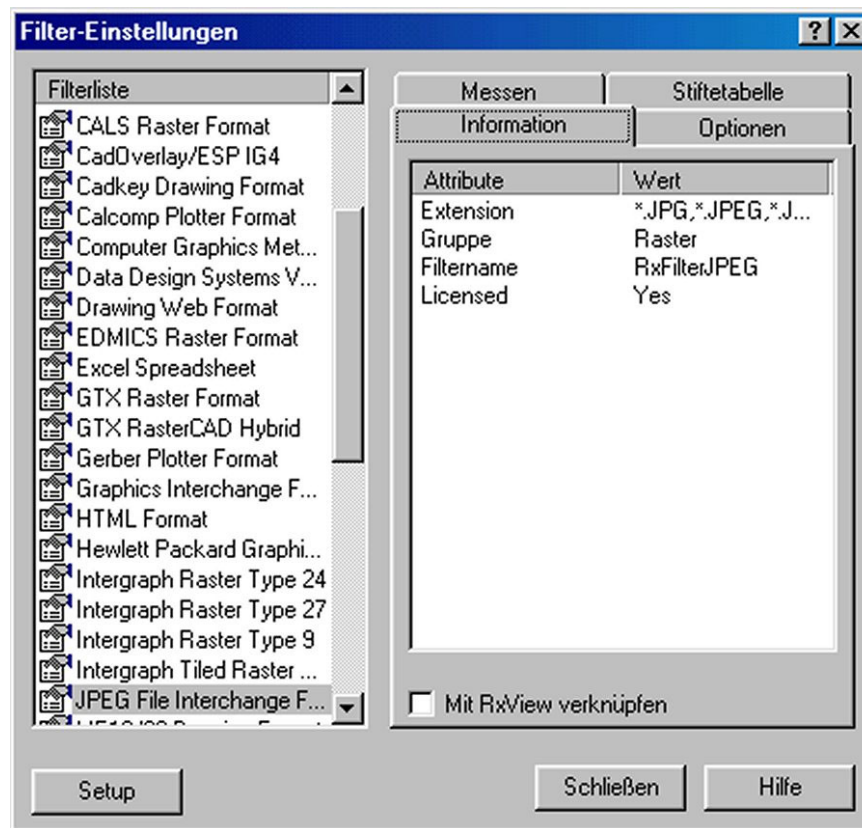 Filter-Einstellungen
Filterliste
CALS Raster Format
CadOverlay/ESP IG4
Cadkey Drawing Format
Calcomp Plotter Format
Computer Graphics Met...
Data Design Systems V...
Drawing Web Format
EDMICS Raster Format
Excel Spreadsheet
GTX Raster Format
GTX RasterCAD Hybrid
Gerber Plotter Format
Graphics Interchange F...
HTML Format
Hewlett Packard Graphi...
Intergraph Raster Type 24
Intergraph Raster Type 27
Intergraph Raster Type 9
Intergraph Tiled Raster ...
JPEG File Interchange F...
Messen Stiftetabelle
Information Optionen
Attribute Wert
Extension *.JPG,*.JPEG,*.J...
Gruppe Raster
Filtername RxFilterJPEG
Licensed Yes
Mit RxView verknüpfen
Setup Schließen Hilfe